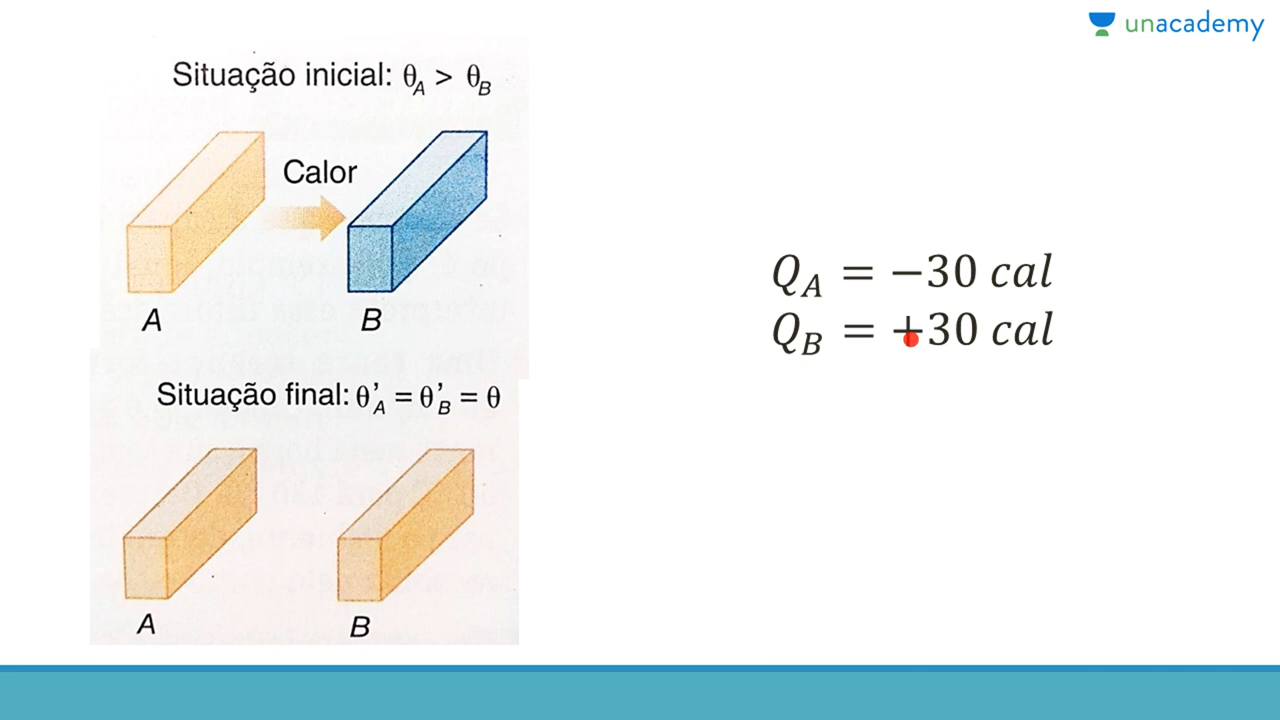 unacademy
Situação inicial: θA > θB
Calor
A
B
Situação final: θ’A = θ’B = θ
A
B
QA = −30 cal
QB = +30 cal